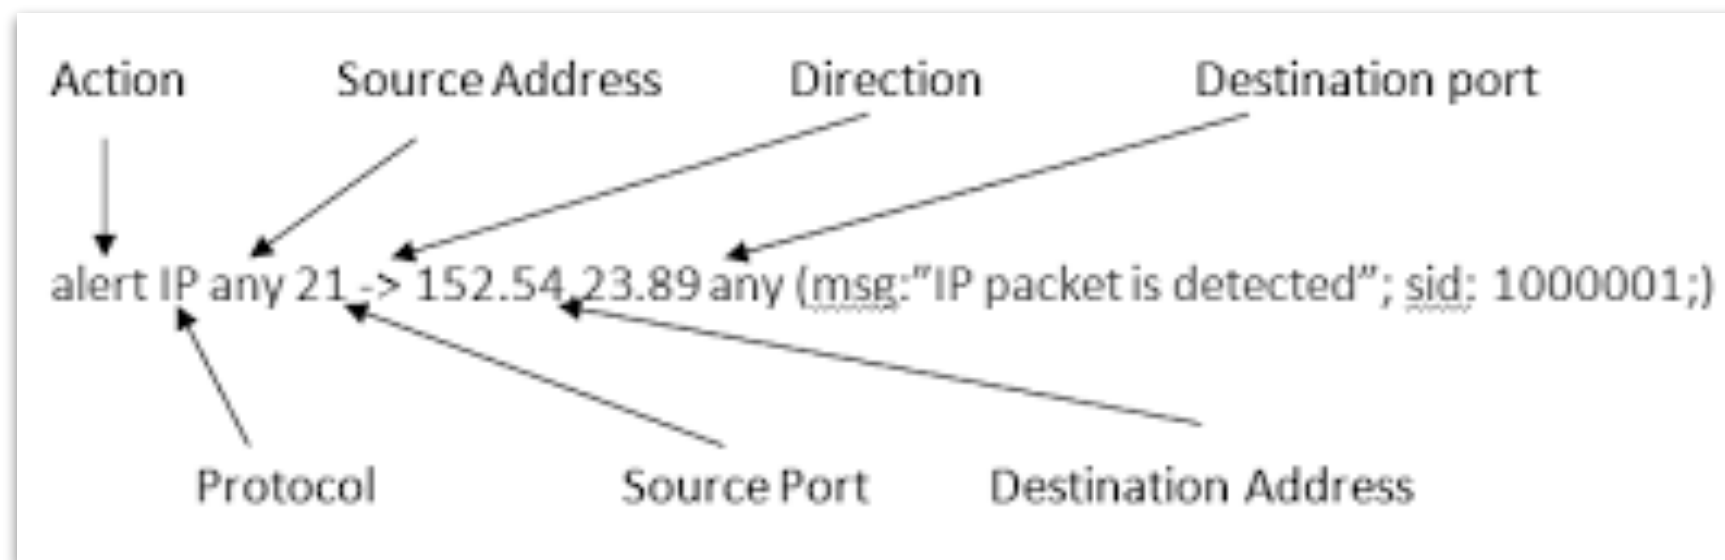 Action Source Address Direction Destination port
alert IP any 21 -> 152.54.23.89 any (msg:”IP packet is detected”; sid: 1000001;)
Protocol Source Port Destination Address